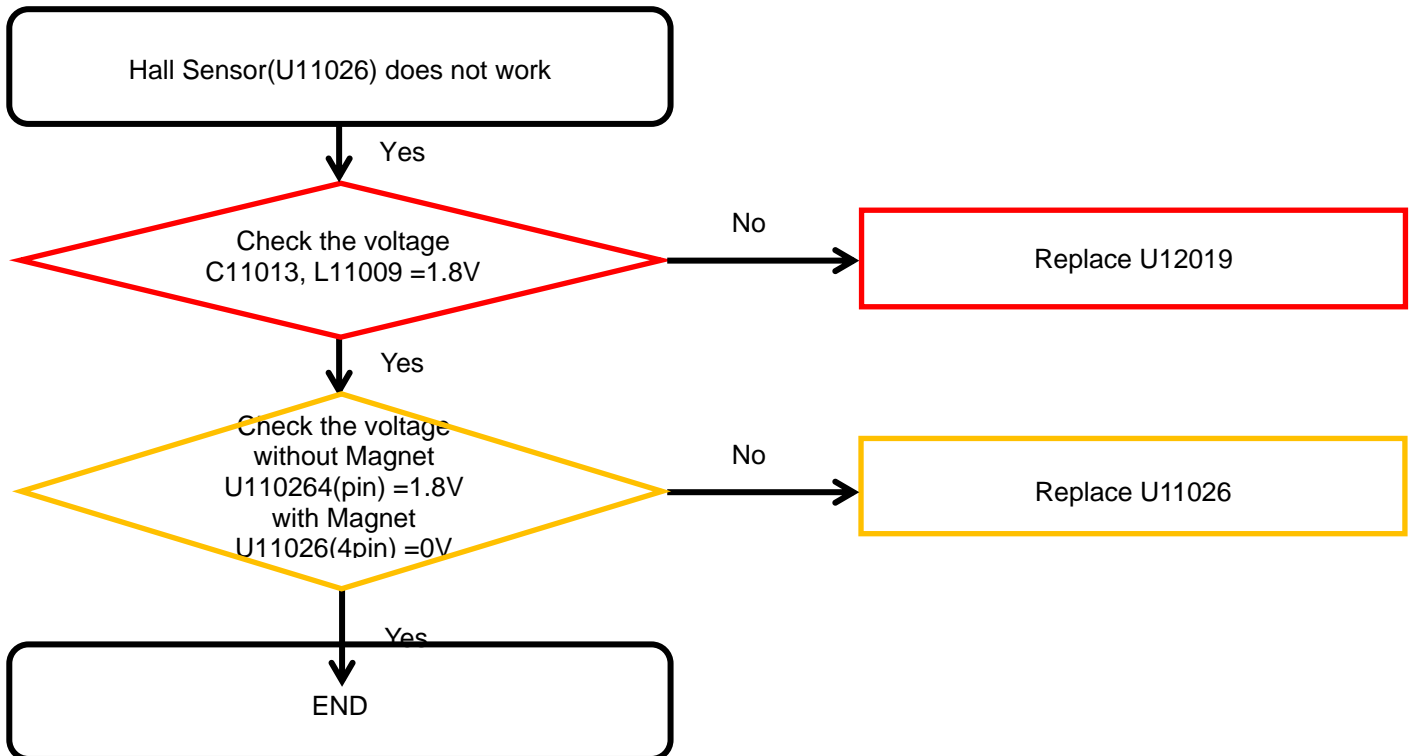 Hall Sensor(U11026) does not work
Yes
Check the voltage
C11013, L11009 =1.8V
No
Replace U12019
Yes
Check the voltage
without Magnet
U110264(pin) =1.8V
with Magnet
U11026(4pin) =0V
No
Replace U11026
Yes
END